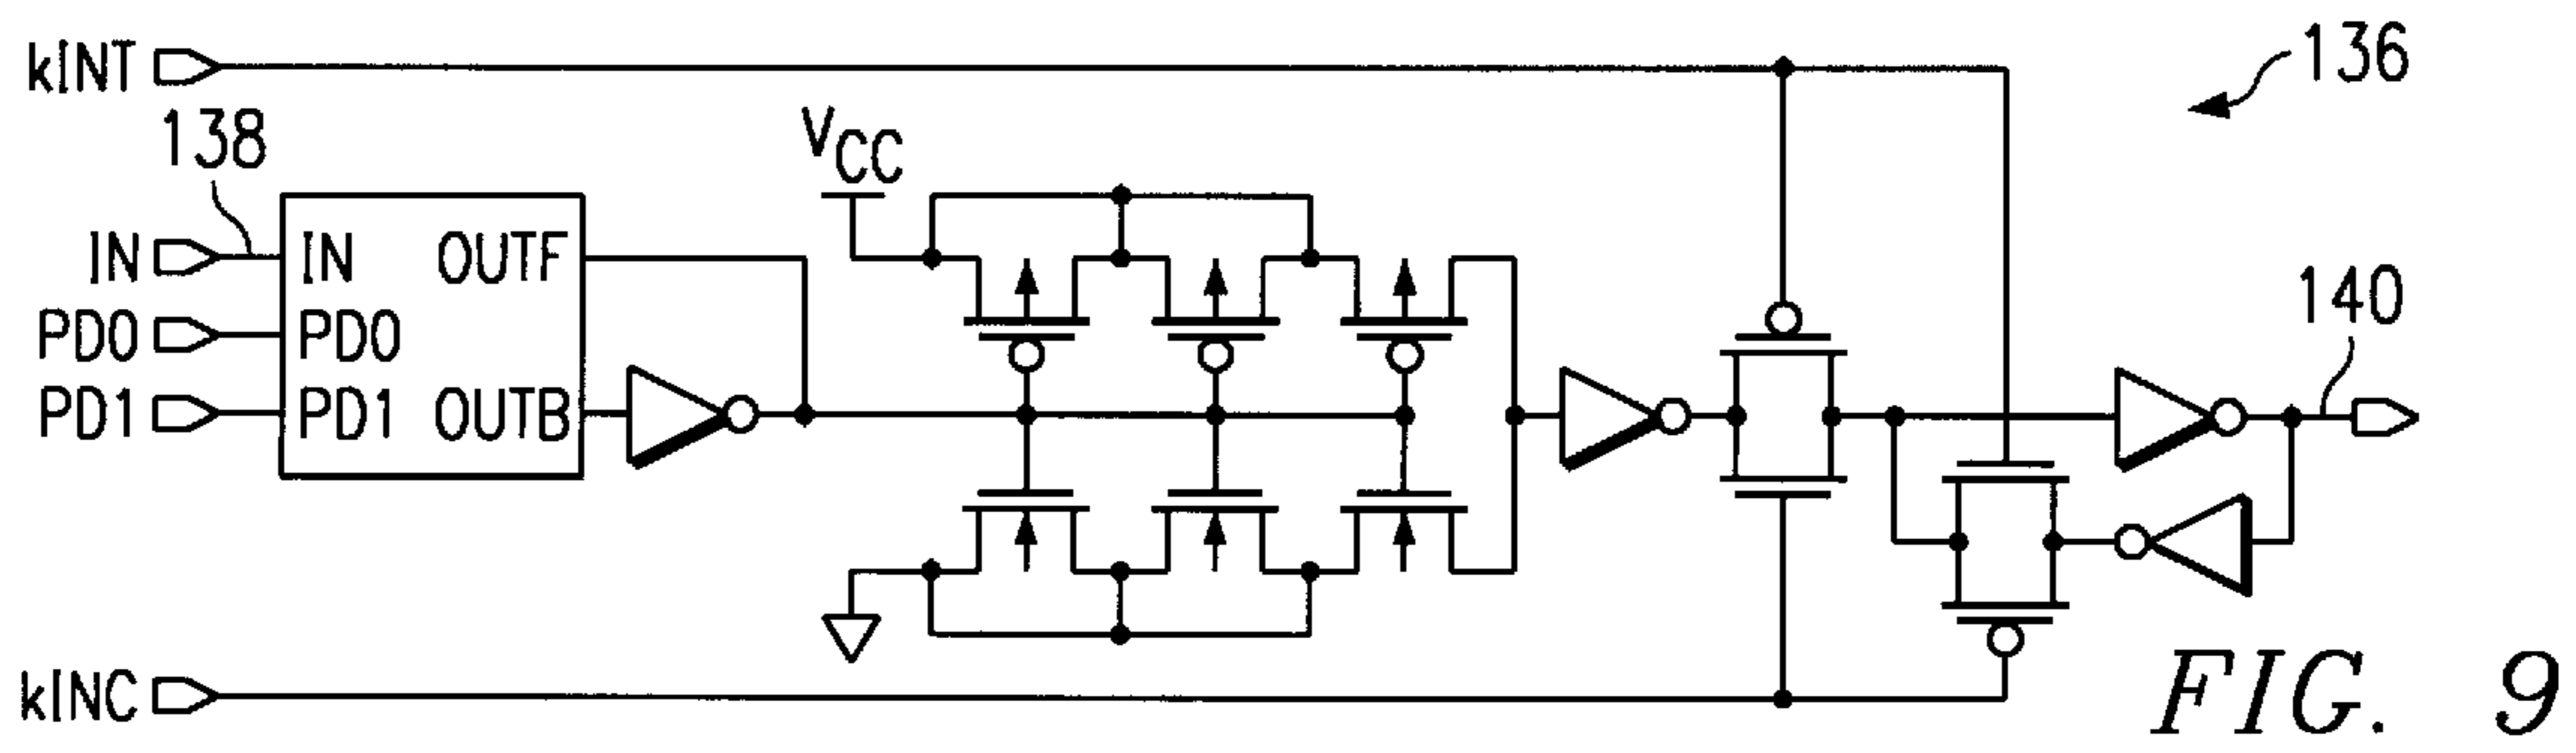 kINT
136
138
VCC
IN
IN OUTF
PD0
PD0
140
PD1
PD1 OUTB
kINC
FIG. 9